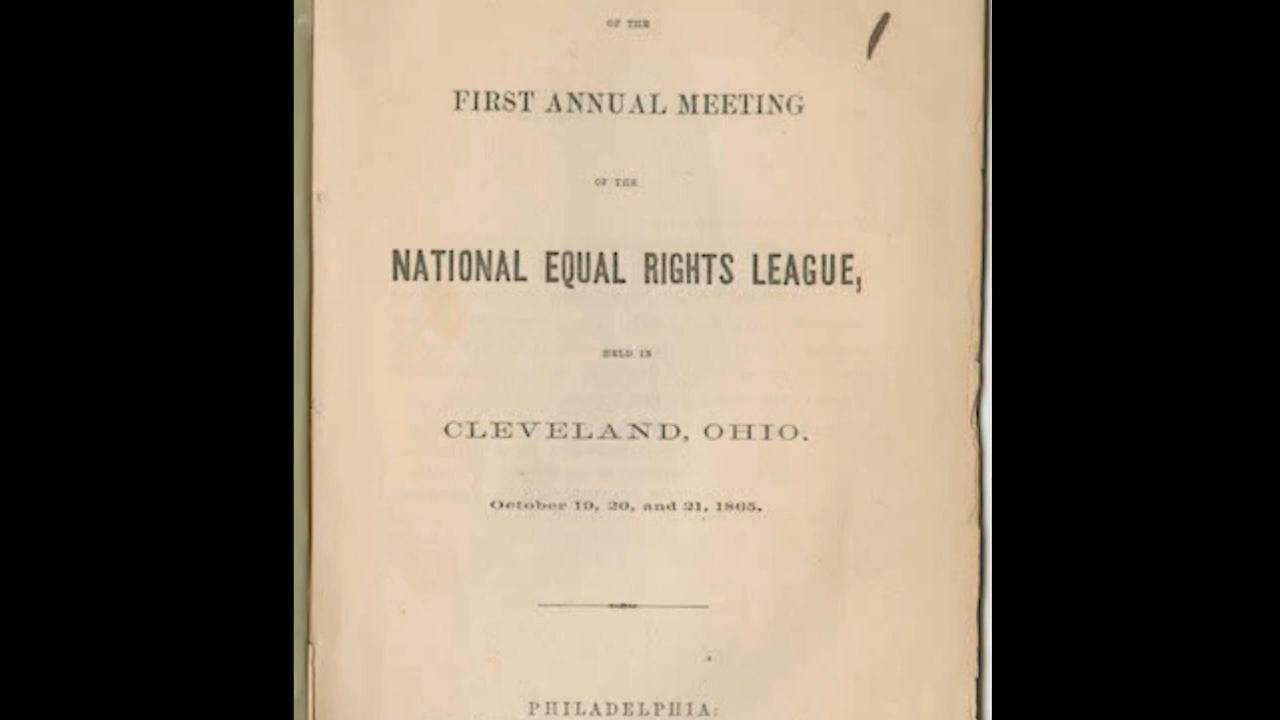 OF THE
FIRST ANNUAL MEETING
OF THE
NATIONAL EQUAL RIGHTS LEAGUE,
HELD IN
CLEVELAND, OHIO.
October 19, 20, and 21, 1865.
PHILADELPHIA: